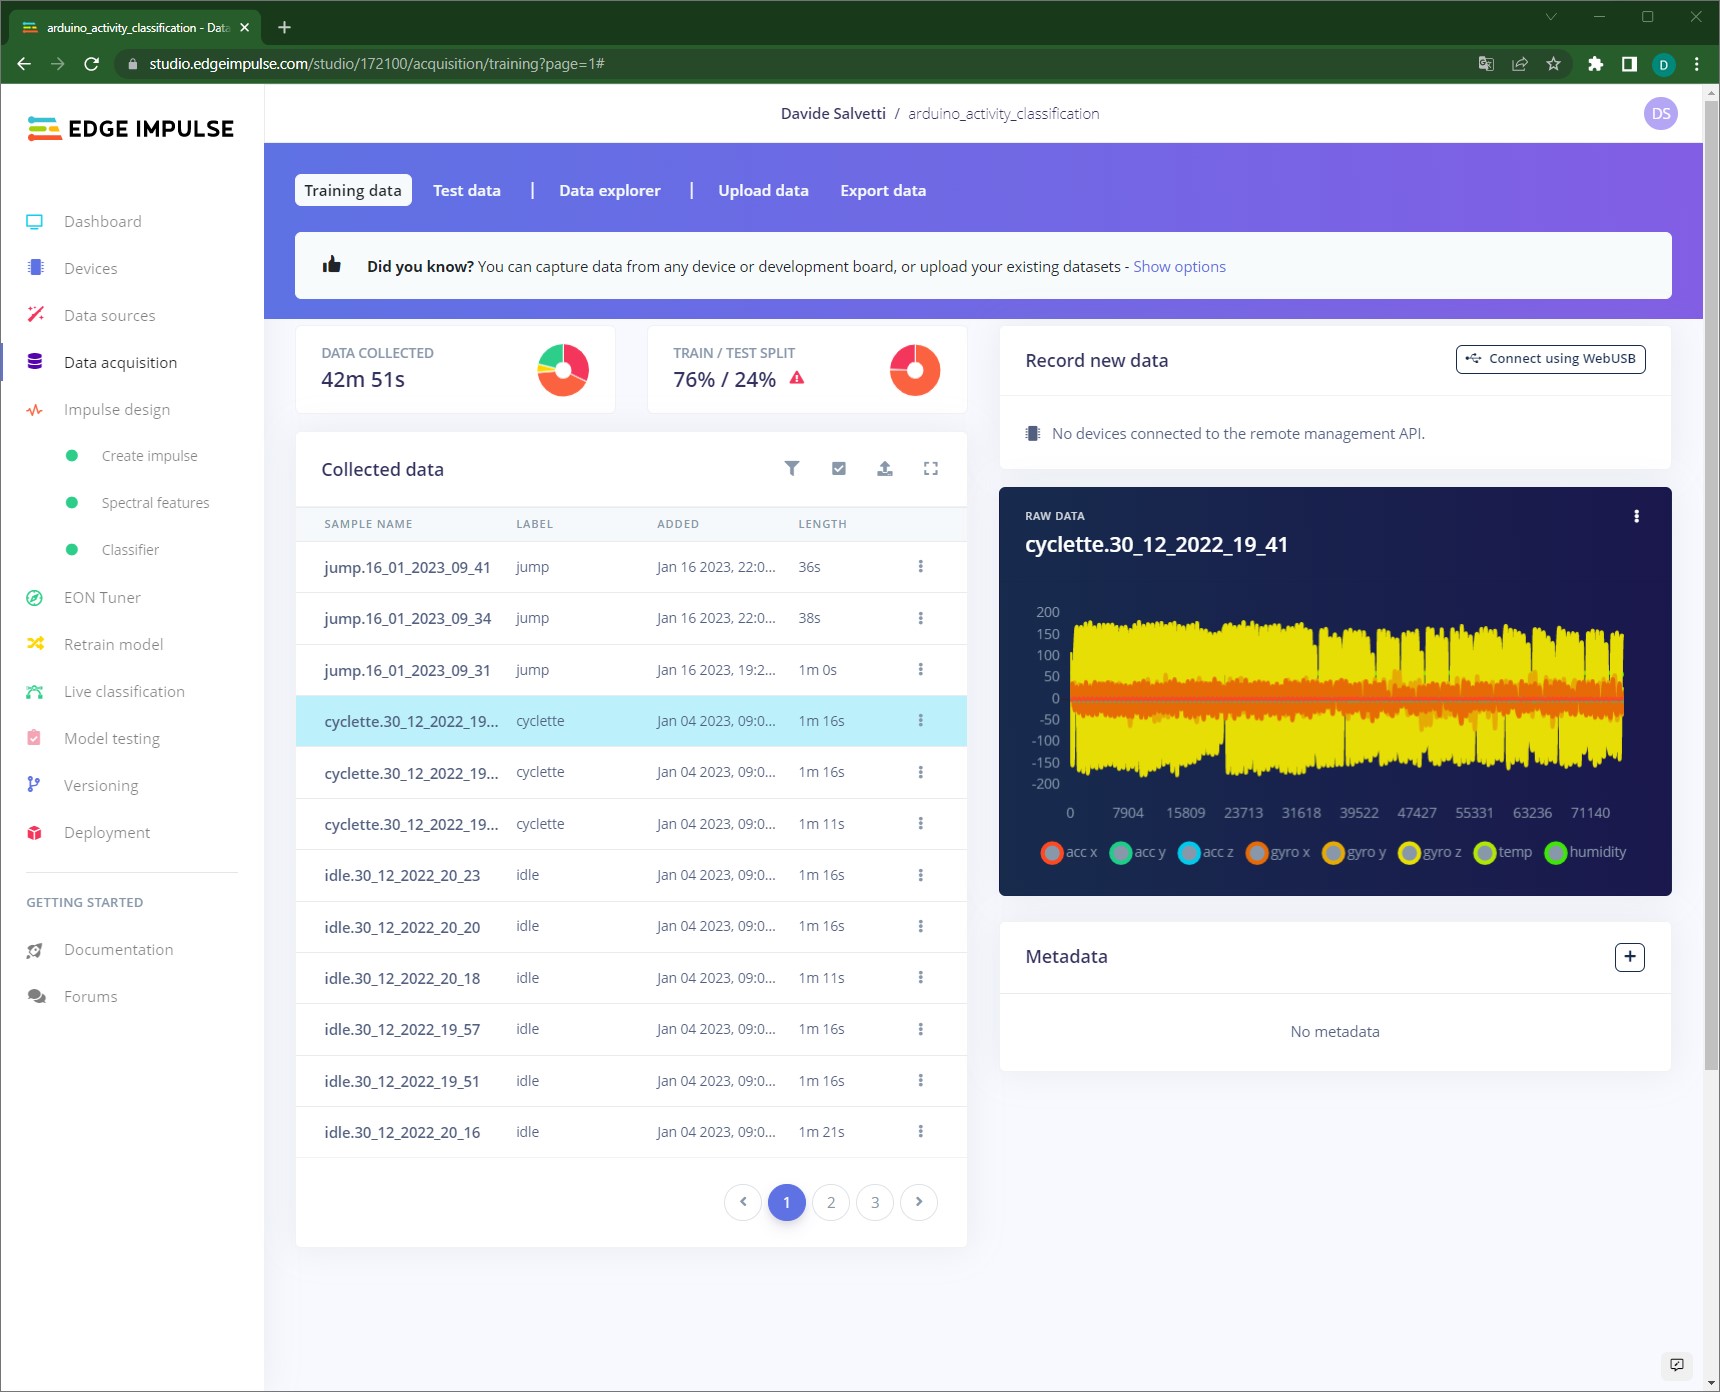 arduino_activity_classification - Data
studio.edgeimpulse.com/studio/172100/acquisition/training?page=1#
D
EDGE IMPULSE
Davide Salvetti / arduino_activity_classification
DS
Dashboard
Devices
Data sources
Data acquisition
Impulse design
Create impulse
Spectral features
Classifier
EON Tuner
Retrain model
Live classification
Model testing
Versioning
Deployment
GETTING STARTED
Documentation
Forums
Training data
Test data | Data explorer | Upload data Export data
Did you know? You can capture data from any device or development board, or upload your existing datasets - Show options
DATA COLLECTED
42m 51s
TRAIN / TEST SPLIT
76% / 24%
Collected data
SAMPLE NAME LABEL ADDED LENGTH
jump.16_01_2023_09_41 jump Jan 16 2023, 22:0... 36s
jump.16_01_2023_09_34 jump Jan 16 2023, 22:0... 38s
jump.16_01_2023_09_31 jump Jan 16 2023, 19:2... 1m 0s
cyclette.30_12_2022_19... cyclette Jan 04 2023, 09:0... 1m 16s
cyclette.30_12_2022_19... cyclette Jan 04 2023, 09:0... 1m 16s
cyclette.30_12_2022_19... cyclette Jan 04 2023, 09:0... 1m 11s
idle.30_12_2022_20_23 idle Jan 04 2023, 09:0... 1m 16s
idle.30_12_2022_20_20 idle Jan 04 2023, 09:0... 1m 16s
idle.30_12_2022_20_18 idle Jan 04 2023, 09:0... 1m 11s
idle.30_12_2022_19_57 idle Jan 04 2023, 09:0... 1m 16s
idle.30_12_2022_19_51 idle Jan 04 2023, 09:0... 1m 16s
idle.30_12_2022_20_16 idle Jan 04 2023, 09:0... 1m 21s
1 2 3
Record new data
Connect using WebUSB
No devices connected to the remote management API.
RAW DATA
cyclette.30_12_2022_19_41
200
150
100
50
0
-50
-100
-150
-200
0 7904 15809 23713 31618 39522 47427 55331 63236 71140
acc x acc y acc z gyro x gyro y gyro z temp humidity
Metadata
+
No metadata